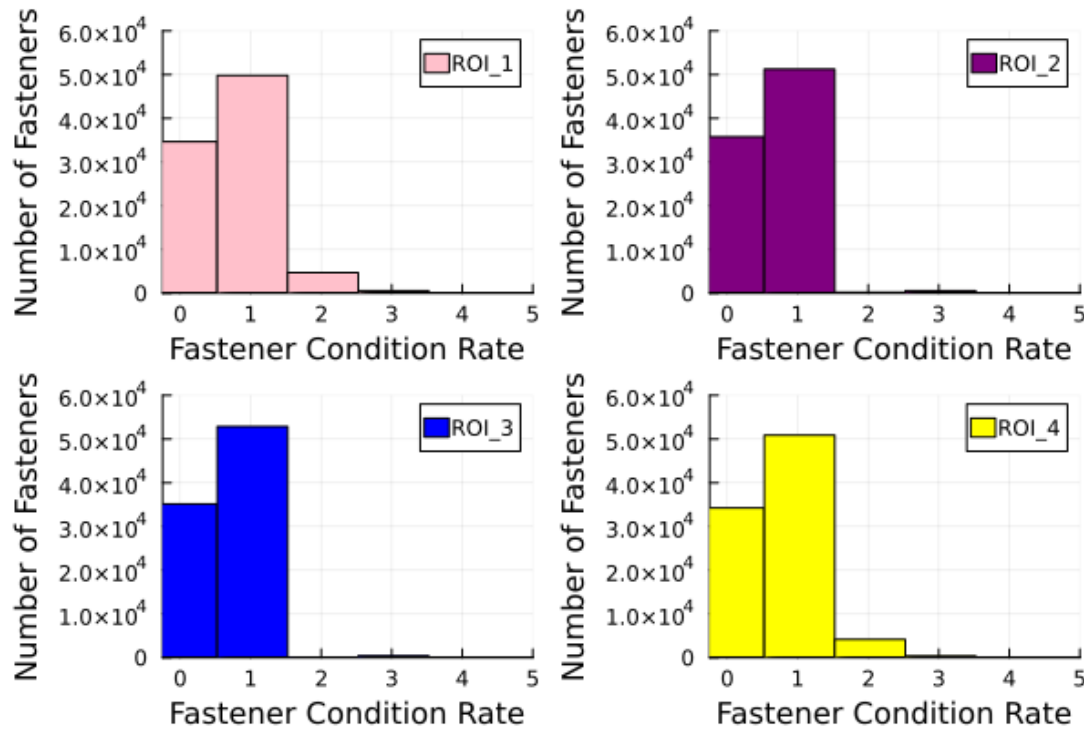 Number of Fasteners
6.0×10⁴
5.0×10⁴
4.0×10⁴
3.0×10⁴
2.0×10⁴
1.0×10⁴
0
ROI_1
0 1 2 3 4 5
Fastener Condition Rate
Number of Fasteners
6.0×10⁴
5.0×10⁴
4.0×10⁴
3.0×10⁴
2.0×10⁴
1.0×10⁴
0
ROI_2
0 1 2 3 4 5
Fastener Condition Rate
Number of Fasteners
6.0×10⁴
5.0×10⁴
4.0×10⁴
3.0×10⁴
2.0×10⁴
1.0×10⁴
0
ROI_3
0 1 2 3 4 5
Fastener Condition Rate
Number of Fasteners
6.0×10⁴
5.0×10⁴
4.0×10⁴
3.0×10⁴
2.0×10⁴
1.0×10⁴
0
ROI_4
0 1 2 3 4 5
Fastener Condition Rate